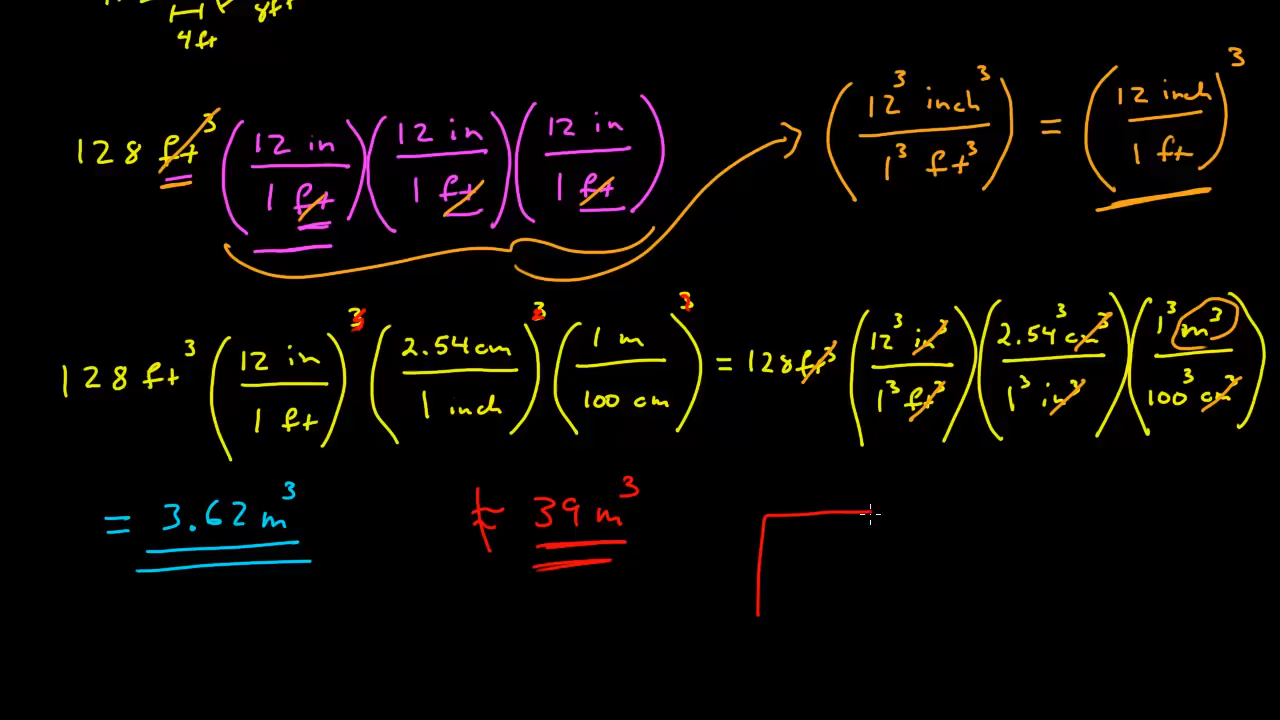 8ft
4ft
128 ft³ (12 in / 1 ft)(12 in / 1 ft)(12 in / 1 ft)
(12³ inch³ / 1³ ft³) = (12 inch / 1 ft)³
128 ft³ (12 in / 1 ft)³ (2.54 cm / 1 inch)³ (1 m / 100 cm)³ = 128 ft³ (12³ in³ / 1³ ft³)(2.54³ cm³ / 1³ in³)(1³ m³ / 100³ cm³)
= 3.62 m³ ≠ 39 m³